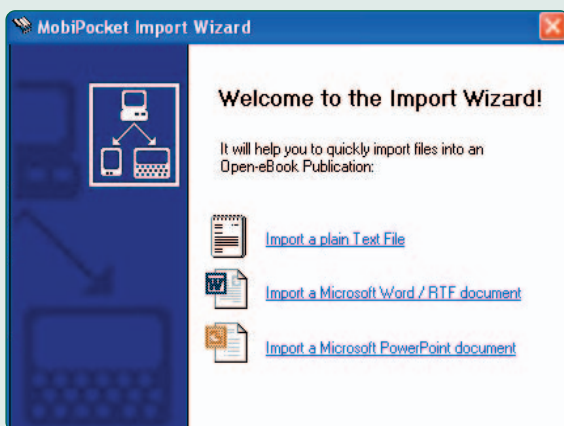 MobiPocket Import Wizard
Welcome to the Import Wizard!
It will help you to quickly import files into an
Open-eBook Publication:
Import a plain Text File
W
Import a Microsoft Word / RTF document
Import a Microsoft PowerPoint document